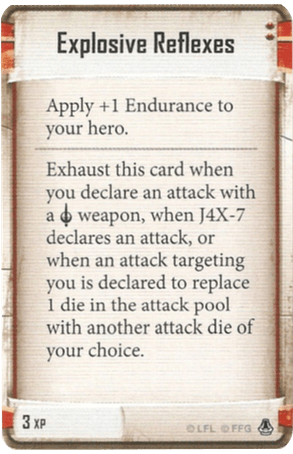 Explosive Reflexes
Apply +1 Endurance to
your hero.
Exhaust this card when
you declare an attack with
a weapon, when J4X-7
declares an attack, or
when an attack targeting
you is declared to replace
1 die in the attack pool
with another attack die of
your choice.
3 XP
© LFL © FFG